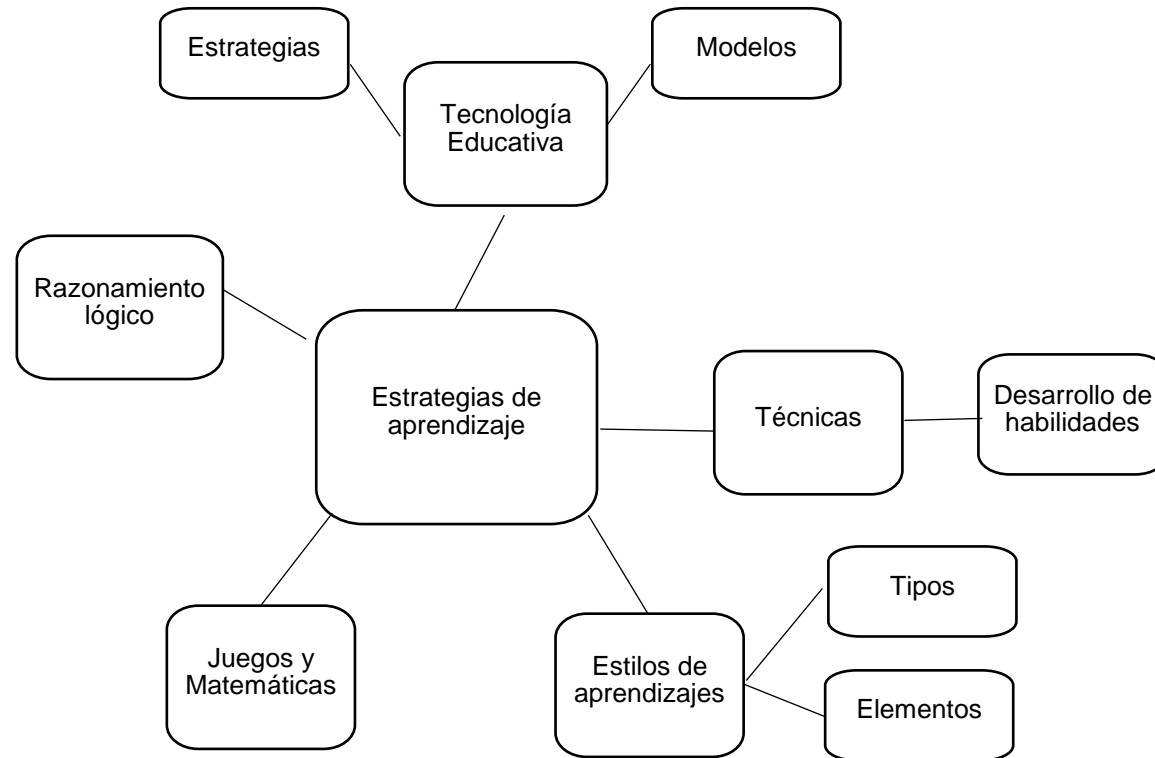 Estrategias
Modelos
Tecnología
Educativa
Razonamiento
lógico
Estrategias de
aprendizaje
Técnicas
Desarrollo de
habilidades
Tipos
Juegos y
Matemáticas
Estilos de
aprendizajes
Elementos